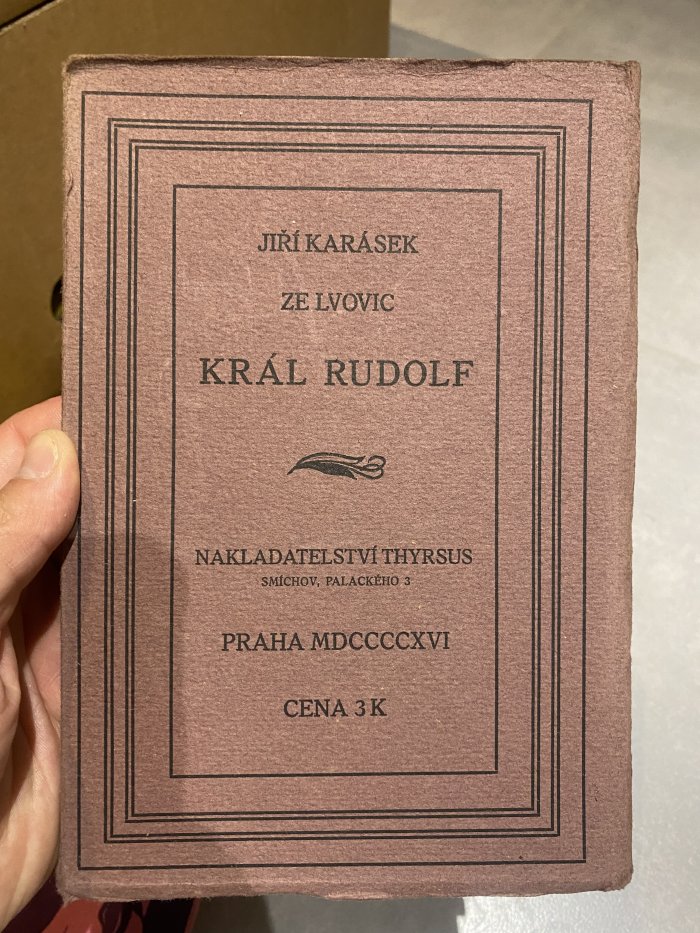 JIŘÍ KARÁSEK
ZE LVOVIC
KRÁL RUDOLF
NAKLADATELSTVÍ THYRSUS
SMÍCHOV, PALACKÉHO 3
PRAHA MDCCCCXVI
CENA 3 K